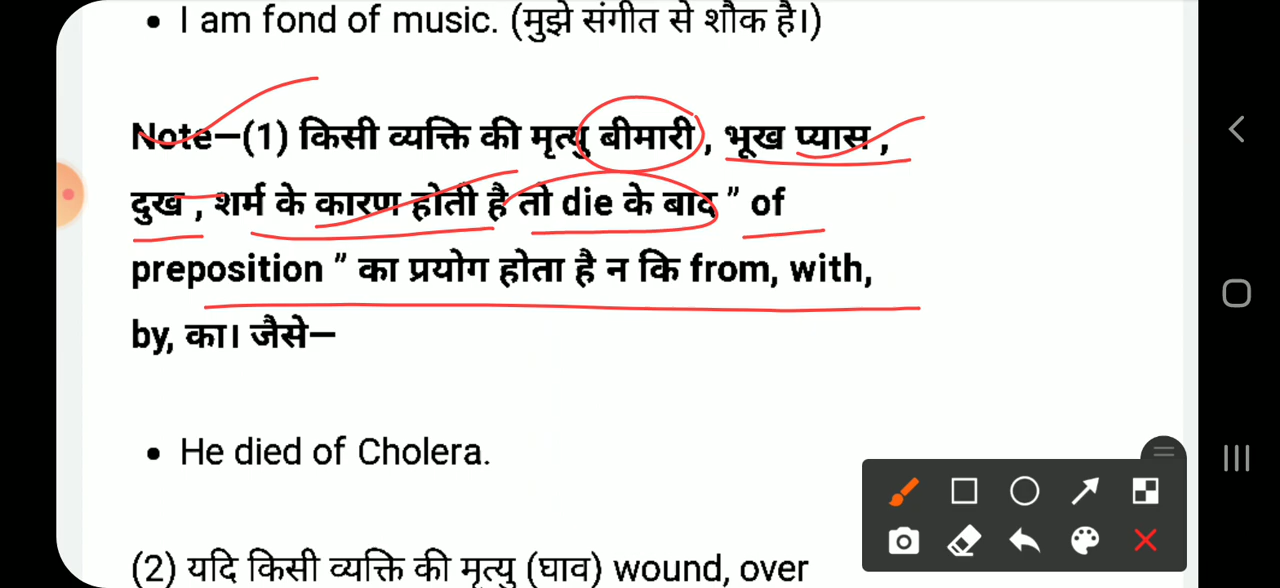 • I am fond of music. (मुझे संगीत से शौक है।)
Note—(1) किसी व्यक्ति की मृत्यु बीमारी , भूख प्यास ,
दुख , शर्म के कारण होती है तो die के बाद ” of
preposition ” का प्रयोग होता है न कि from, with,
by, का। जैसे—
• He died of Cholera.
(2) यदि किसी व्यक्ति की मृत्यु (घाव) wound, over